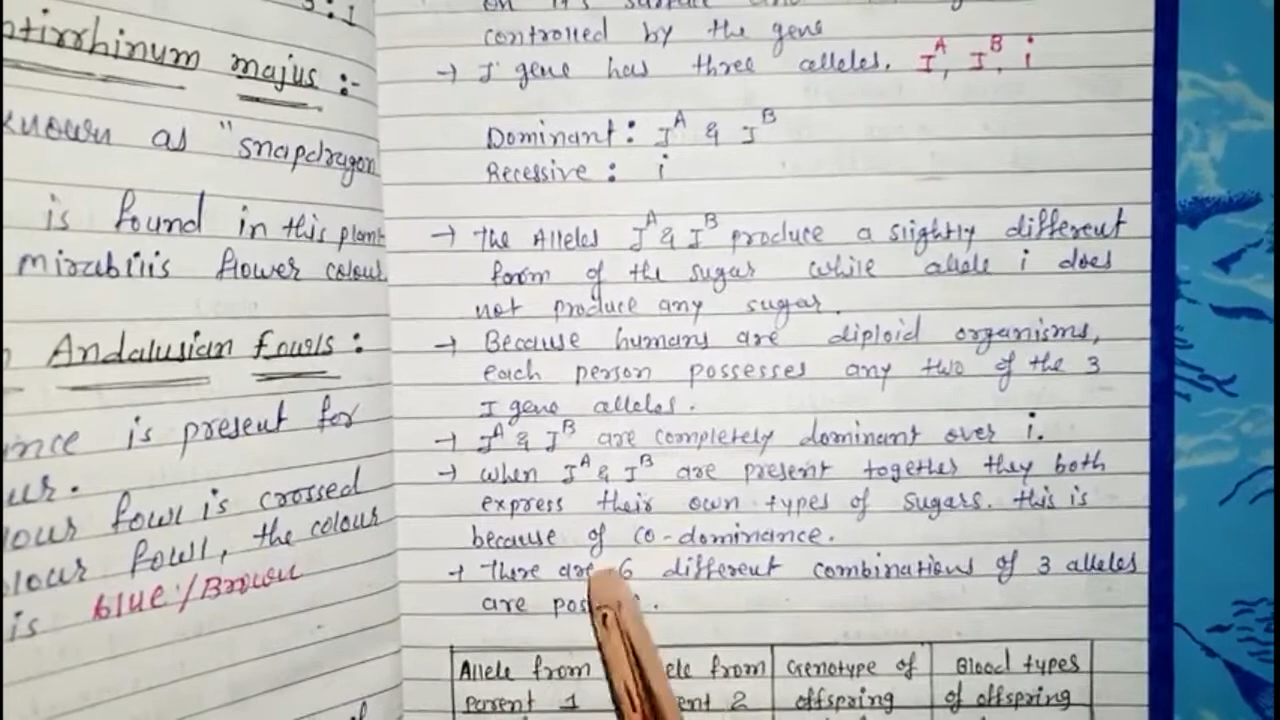 3 : 1
ntirrhinum majus :-
known as "snapdragon
is found in this plant
mirabilis flower colour
Andalusian fowls :
ence is present for
ur.
lour fowl is crossed
lour fowl, the colour
is blue/Brown
controlled by the gene
→ I gene has three alleles. I^A, I^B, i
Dominant : I^A & I^B
Recessive : i
→ The Alleles I^A & I^B produce a slightly different
form of the sugar while allele i does
not produce any sugar.
→ Because humans are diploid organisms,
each person possesses any two of the 3
I gene alleles.
→ I^A & I^B are completely dominant over i.
→ when I^A & I^B are present together they both
express their own types of sugars. this is
because of co-dominance.
→ There are 6 different combinations of 3 alleles
are pos
Allele from
Parent 1
ele from
ent 2
Genotype of
offspring
Blood types
of offspring